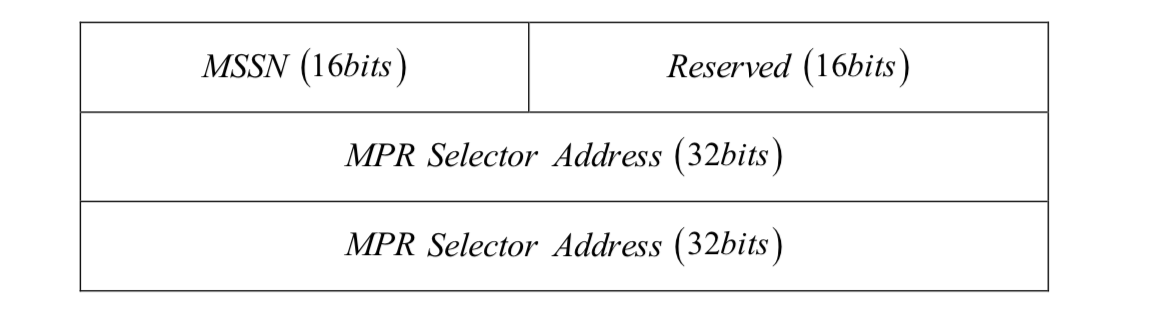 MSSN (16bits) Reserved (16bits)
MPR Selector Address (32bits)
MPR Selector Address (32bits)